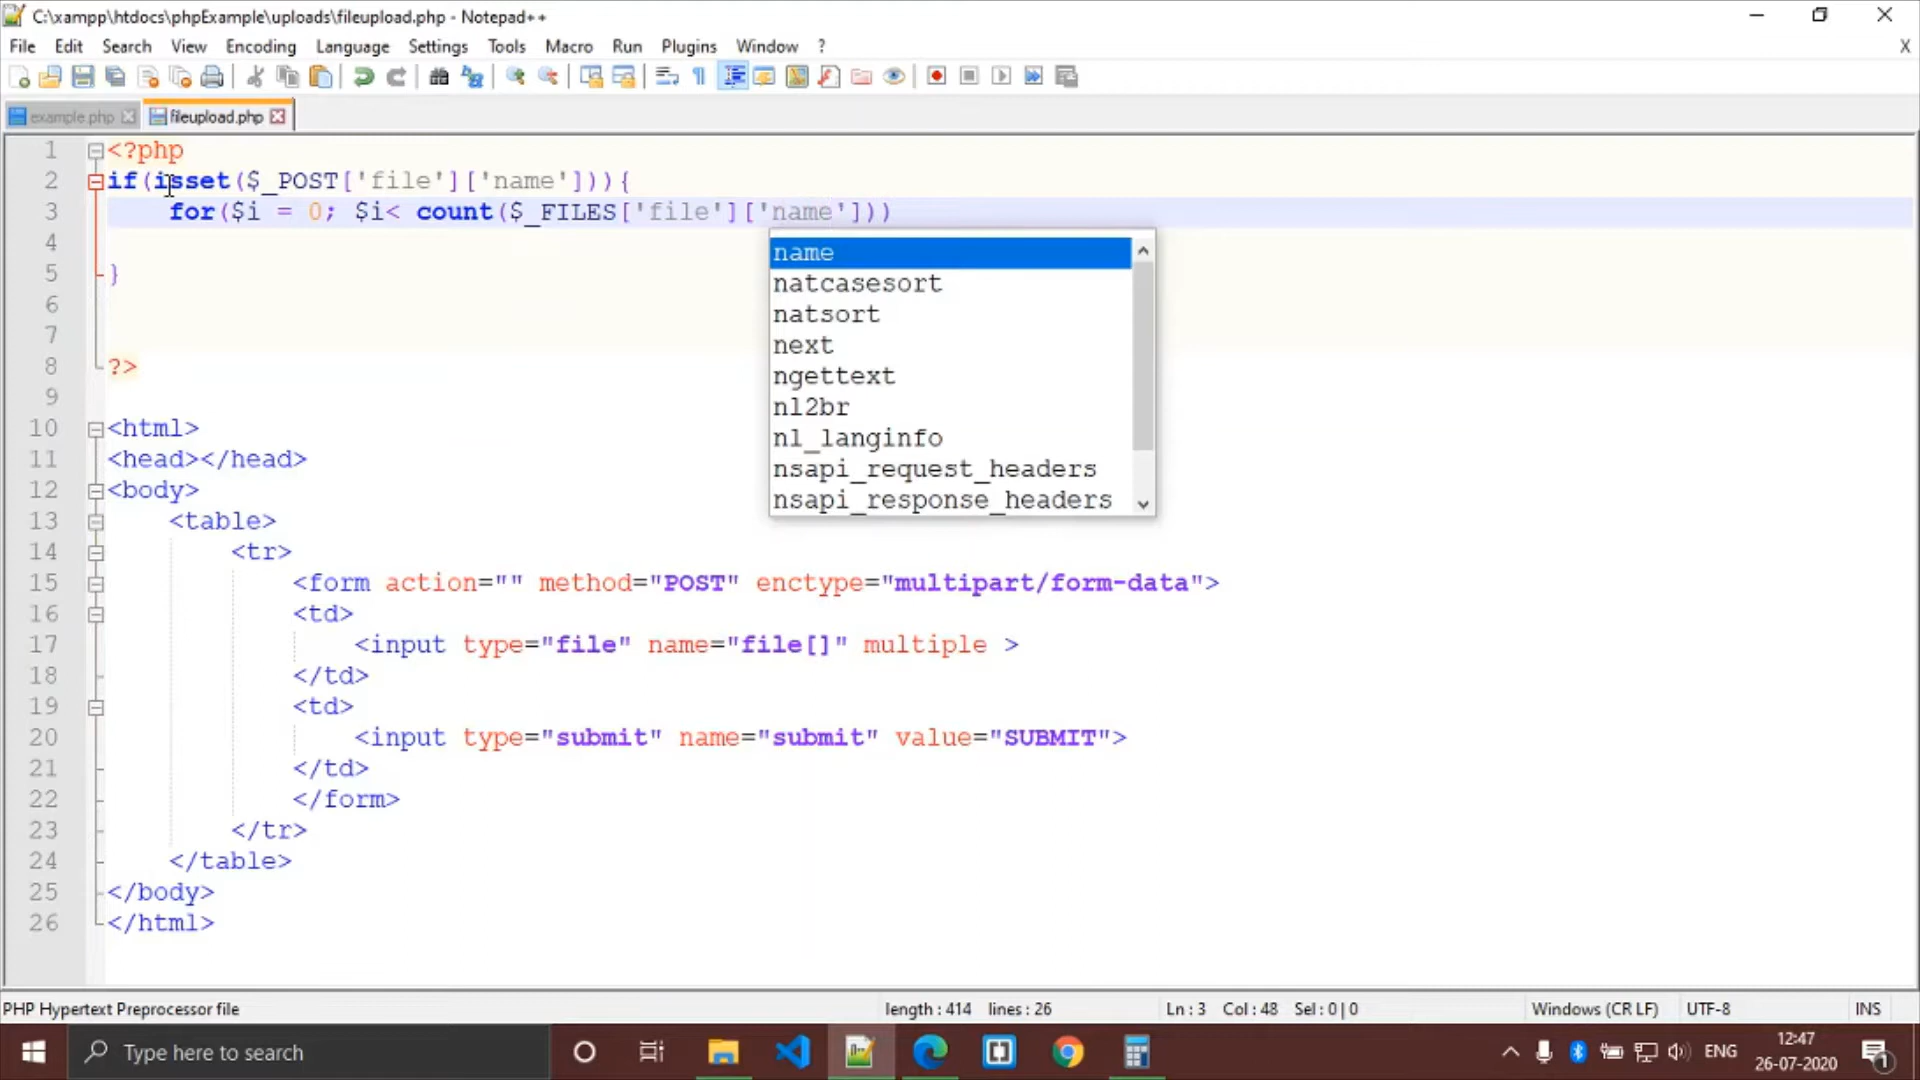 C:\xampp\htdocs\phpExample\uploads\fileupload.php - Notepad++
File Edit Search View Encoding Language Settings Tools Macro Run Plugins Window ? X
example.php fileupload.php
1 <?php
2 if(isset($_POST['file']['name'])){
3 for($i = 0; $i< count($_FILES['file']['name']))
4
5 }
6
7
8 ?>
9
10 <html>
11 <head></head>
12 <body>
13 <table>
14 <tr>
15 <form action="" method="POST" enctype="multipart/form-data">
16 <td>
17 <input type="file" name="file[]" multiple >
18 </td>
19 <td>
20 <input type="submit" name="submit" value="SUBMIT">
21 </td>
22 </form>
23 </tr>
24 </table>
25 </body>
26 </html>
name
natcasesort
natsort
next
ngettext
nl2br
nl_langinfo
nsapi_request_headers
nsapi_response_headers
PHP Hypertext Preprocessor file length : 414 lines : 26 Ln : 3 Col : 48 Sel : 0 | 0 Windows (CR LF) UTF-8 INS
Type here to search ENG 12:47
26-07-2020 1